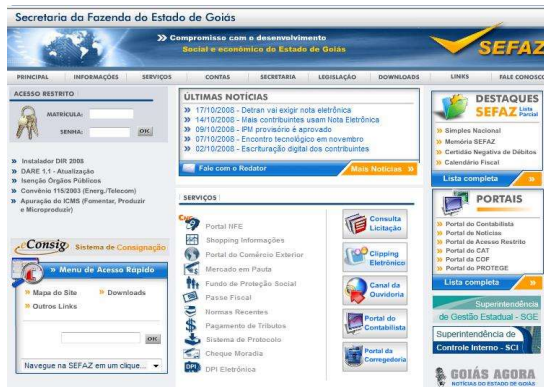 Secretaria da Fazenda do Estado de Goiás
Compromisso com o desenvolvimento
Social e econômico do Estado de Goiás
SEFAZ
PRINCIPAL INFORMAÇÕES SERVIÇOS CONTAS SECRETARIA LEGISLAÇÃO DOWNLOADS LINKS FALE CONOSCO
ACESSO RESTRITO
MATRÍCULA:
SENHA: OK
Instalador DIR 2008
DARE 1.1 - Atualização
Isenção Órgãos Públicos
Convênio 115/2003 (Energ./Telecom)
Apuração do ICMS (Fomentar, Produzir
e Microproduzir)
eConsig Sistema de Consignação
» Menu de Acesso Rápido
Mapa do Site
Downloads
Outros Links
OK
Navegue na SEFAZ em um clique...
ÚLTIMAS NOTÍCIAS
17/10/2008 - Detran vai exigir nota eletrônica
14/10/2008 - Mais contribuintes usam Nota Eletrônica
09/10/2008 - IPM provisório é aprovado
07/10/2008 - Encontro tecnológico em novembro
02/10/2008 - Escrituração digital dos contribuintes
Fale com o Redator
Mais Notícias »
SERVIÇOS
Portal NFE
Shopping Informações
Portal do Comércio Exterior
Mercado em Pauta
Fundo de Proteção Social
Passe Fiscal
Normas Recentes
Pagamento de Tributos
Sistema de Protocolo
Cheque Moradia
DPI DPI Eletrônica
Consulta
Licitação
Clipping
Eletrônico
Canal da
Ouvidoria
Portal do
Contabilista
Portal da
Corregedoria
DESTAQUES
SEFAZ Lista
Parcial
Simples Nacional
Memória SEFAZ
Certidão Negativa de Débitos
Calendário Fiscal
Lista completa »
PORTAIS
Portal do Contabilista
Portal de Notícias
Portal de Acesso Restrito
Portal do CAT
Portal da COF
Portal do PROTEGE
Lista completa »
Superintendência
de Gestão Estadual - SGE
Superintendência de
Controle Interno - SCI
GOIÁS AGORA
NOTÍCIAS DO ESTADO DE GOIÁS